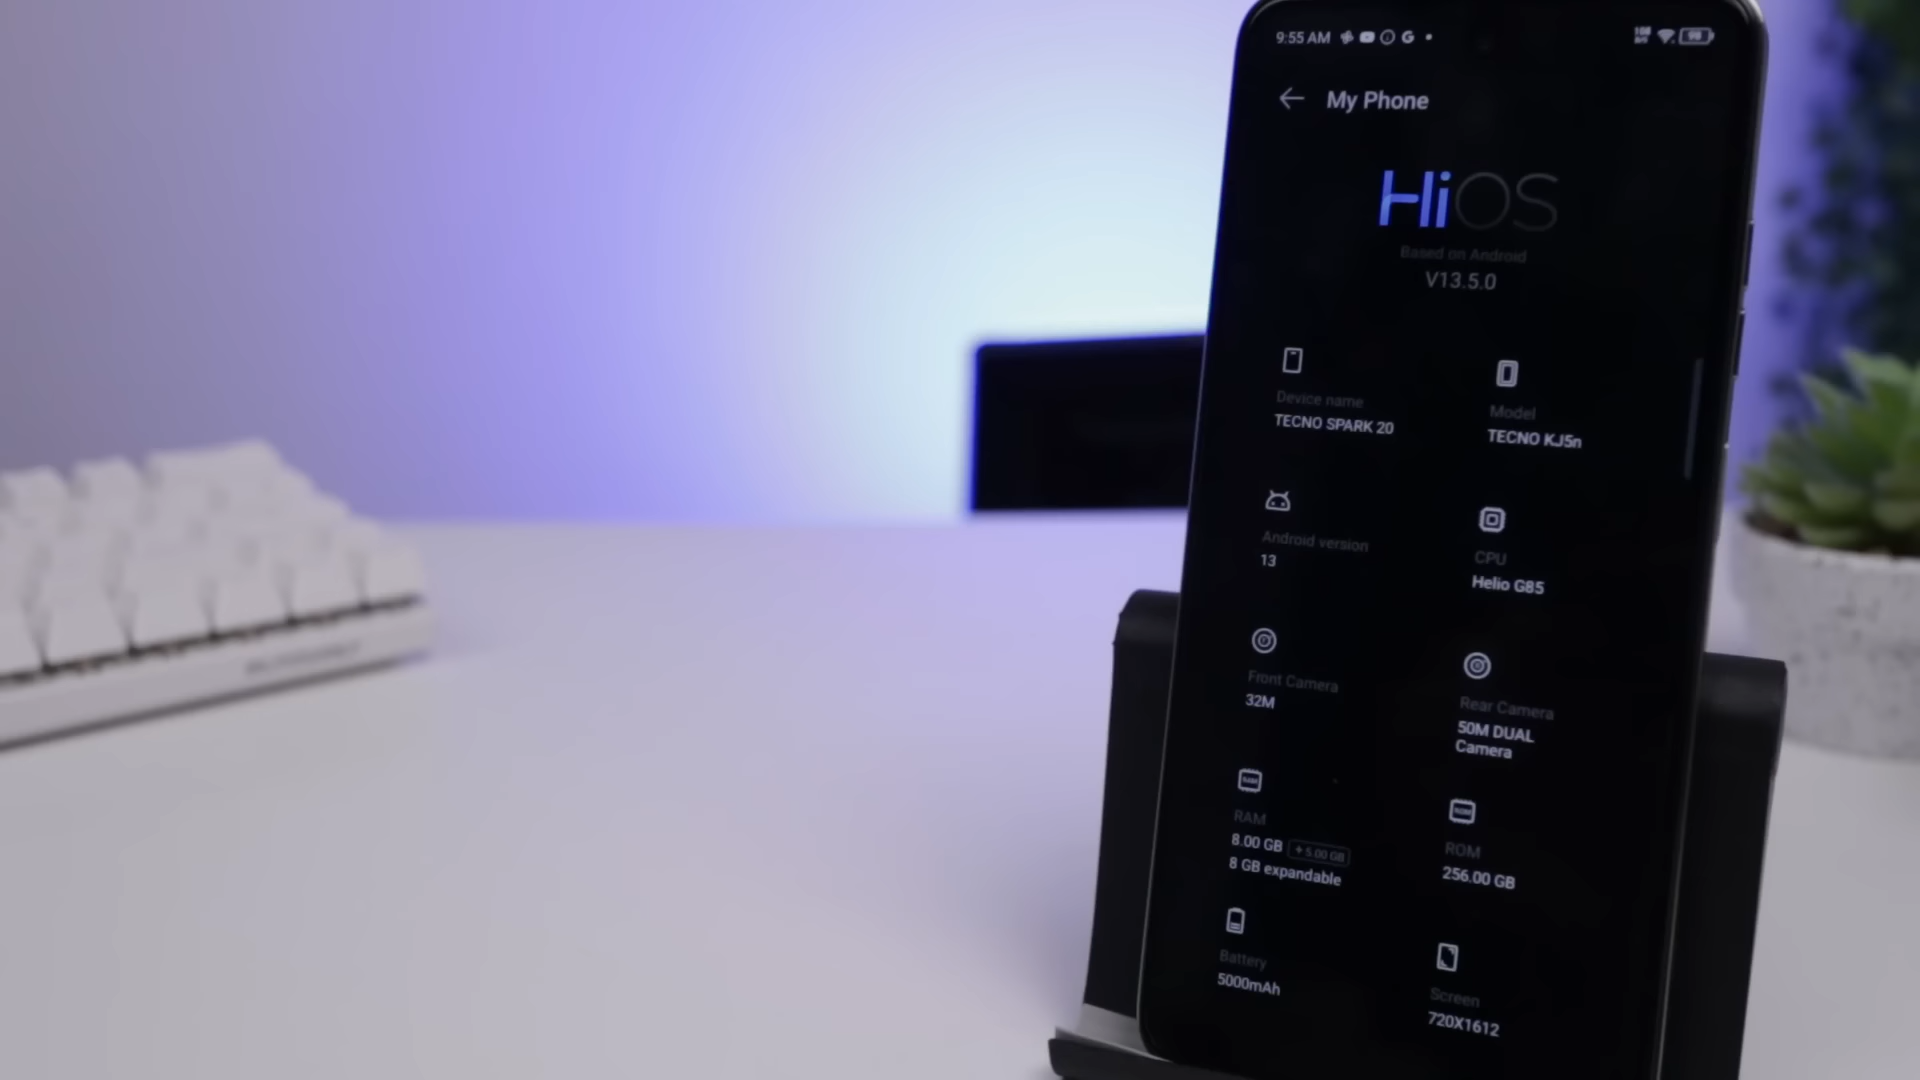 9:55 AM
My Phone
HiOS
Based on Android
V13.5.0
Device name
TECNO SPARK 20
Model
TECNO KJ5n
Android version
13
CPU
Helio G85
Front Camera
32M
Rear Camera
50M DUAL
Camera
RAM
8.00 GB +5.00 GB
8 GB expandable
ROM
256.00 GB
Battery
5000mAh
Screen
720X1612